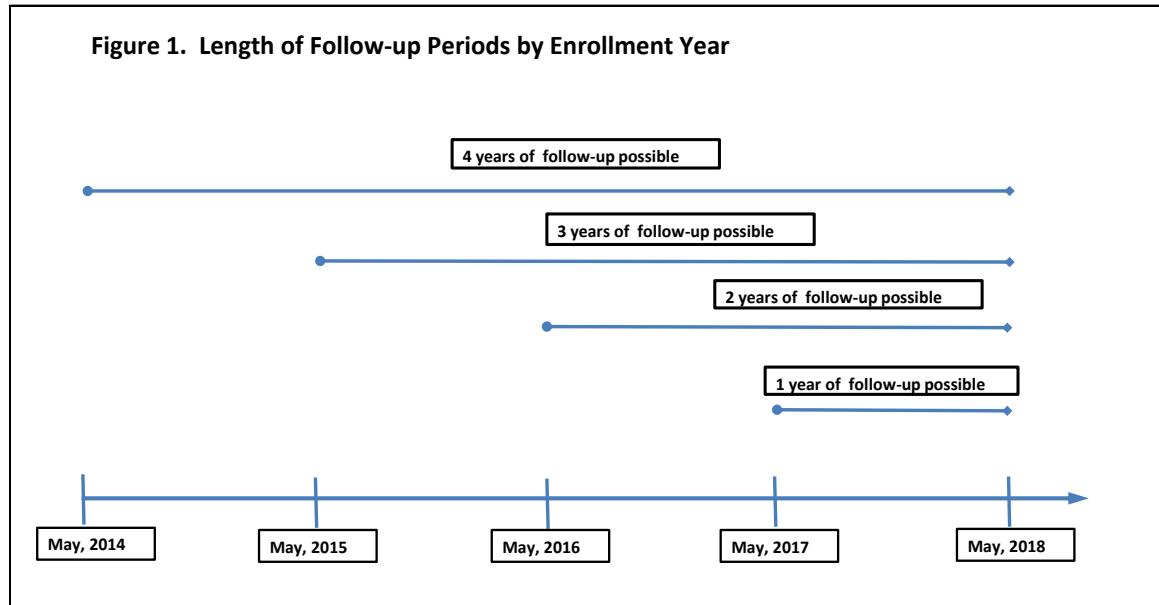 Figure 1. Length of Follow-up Periods by Enrollment Year
4 years of follow-up possible
3 years of follow-up possible
2 years of follow-up possible
1 year of follow-up possible
May, 2014
May, 2015
May, 2016
May, 2017
May, 2018